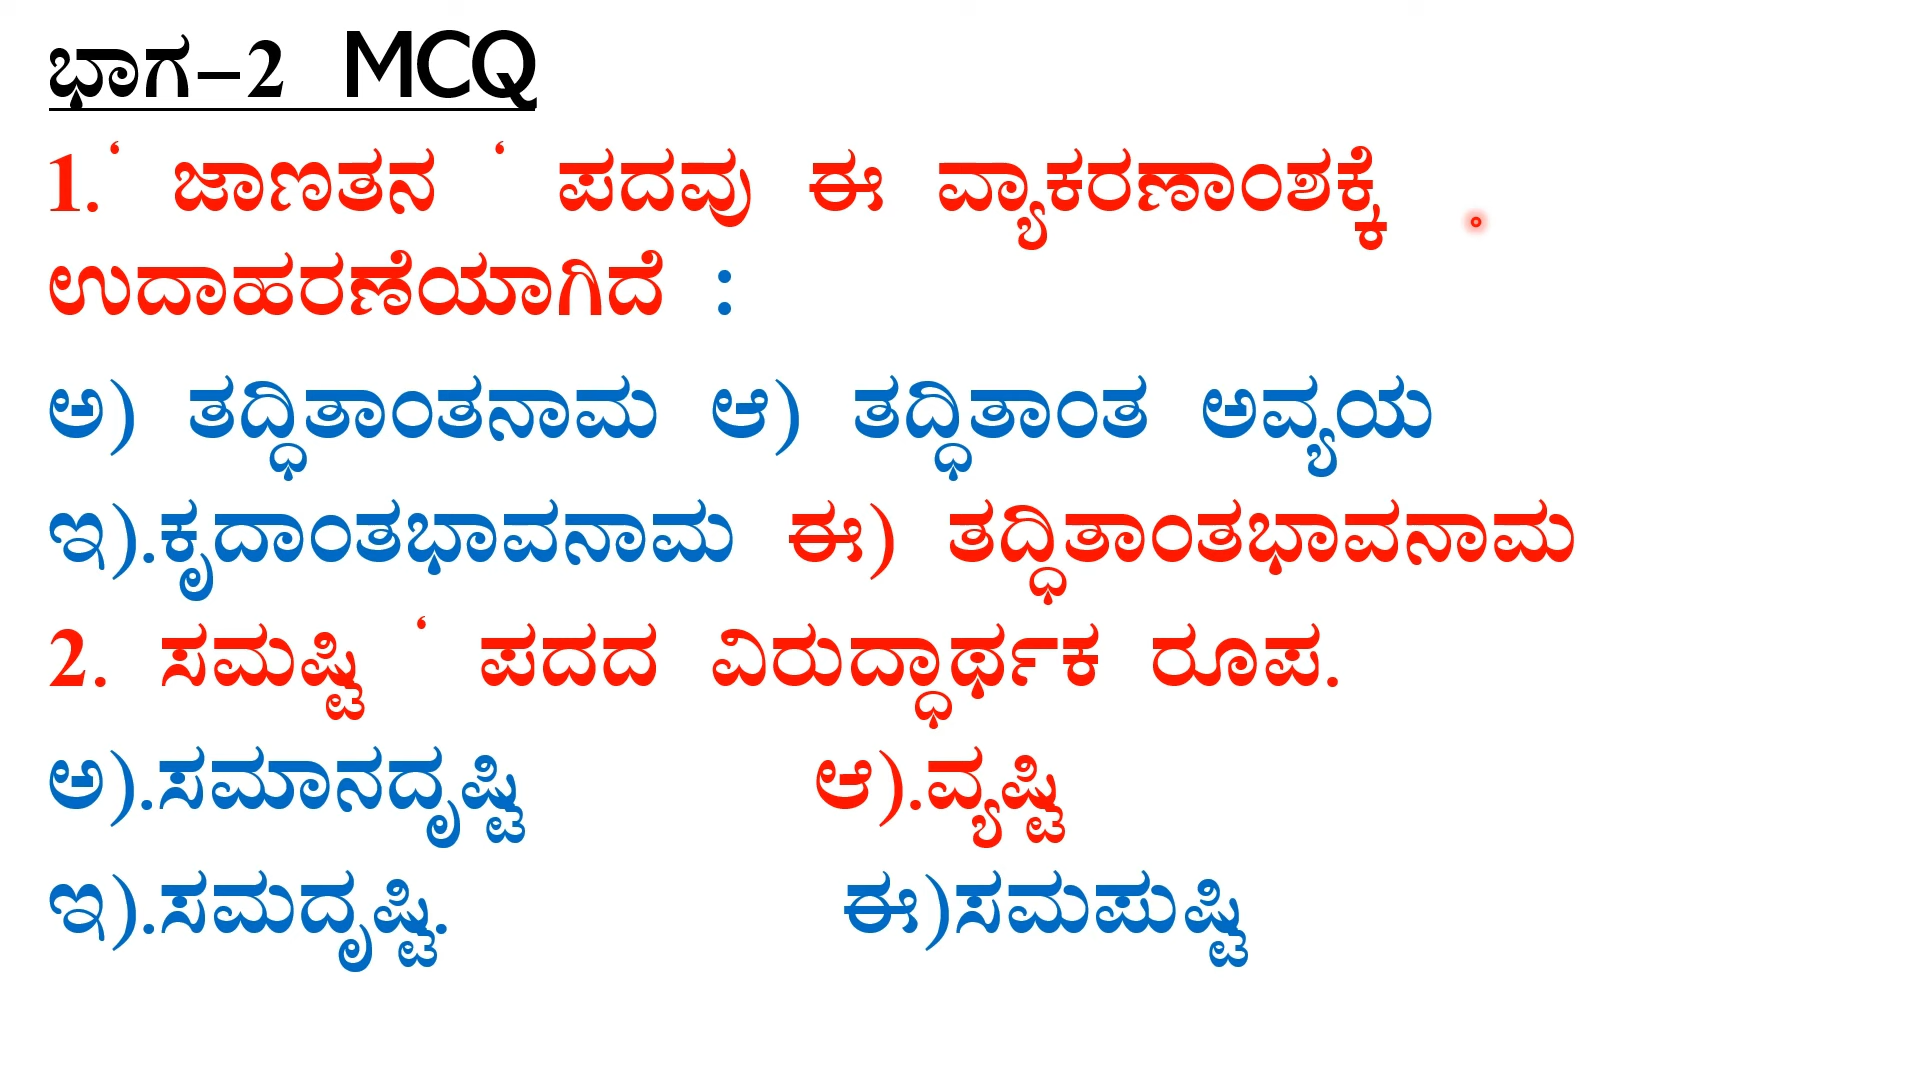 ಭಾಗ-2 MCQ
1.‘ ಜಾಣತನ ‘ ಪದವು ಈ ವ್ಯಾಕರಣಾಂಶಕ್ಕೆ
ಉದಾಹರಣೆಯಾಗಿದೆ :
ಅ) ತದ್ಧಿತಾಂತನಾಮ ಆ) ತದ್ಧಿತಾಂತ ಅವ್ಯಯ
ಇ).ಕೃದಾಂತಭಾವನಾಮ ಈ) ತದ್ಧಿತಾಂತಭಾವನಾಮ
2. ಸಮಷ್ಟಿ ‘ ಪದದ ವಿರುದ್ಧಾರ್ಥಕ ರೂಪ.
ಅ).ಸಮಾನದೃಷ್ಟಿ ಆ).ವ್ಯಷ್ಟಿ
ಇ).ಸಮದೃಷ್ಟಿ. ಈ)ಸಮಪುಷ್ಟಿ